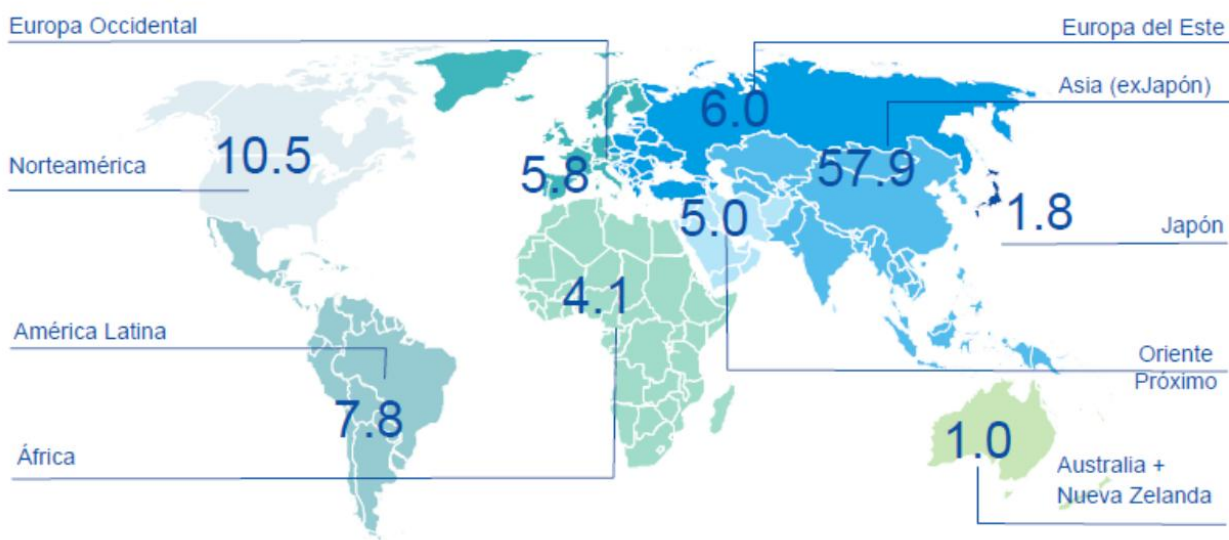 Europa Occidental
Europa del Este
Asia (exJapón)
6.0
10.5
57.9
Norteamérica
5.8
5.0
1.8
Japón
4.1
América Latina
Oriente
Próximo
7.8
1.0
África
Australia +
Nueva Zelanda